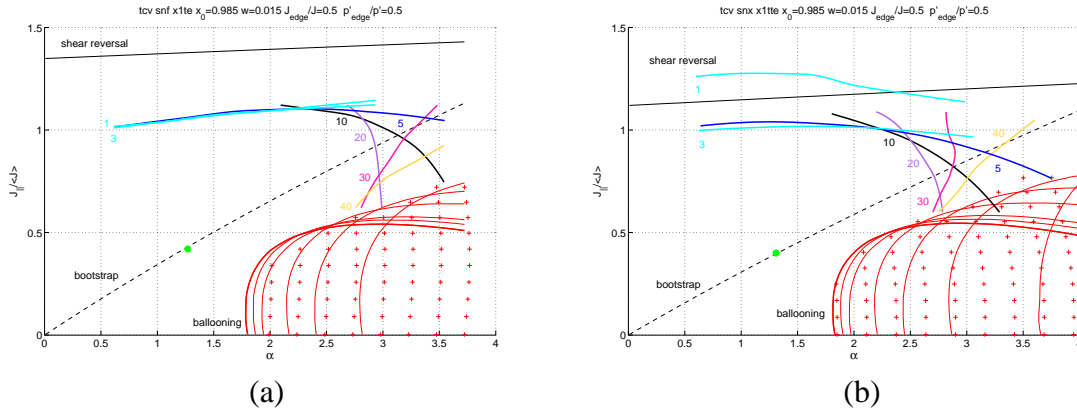 tcv snf x1tte x_0=0.985 w=0.015 J_edge/J=0.5 p'_edge/p'=0.5
1.5
shear reversal
1
3
5
10
1
20
30
40
0.5
bootstrap
ballooning
0
0 0.5 1 1.5 2 2.5 3 3.5 4
α
J_||/<J>
(a)
tcv snx x1tte x_0=0.985 w=0.015 J_edge/J=0.5 p'_edge/p'=0.5
1.5
shear reversal
1
3
10
40
1
20
5
30
0.5
bootstrap
ballooning
0
0 0.5 1 1.5 2 2.5 3 3.5 4
α
J_||/<J>
(b)